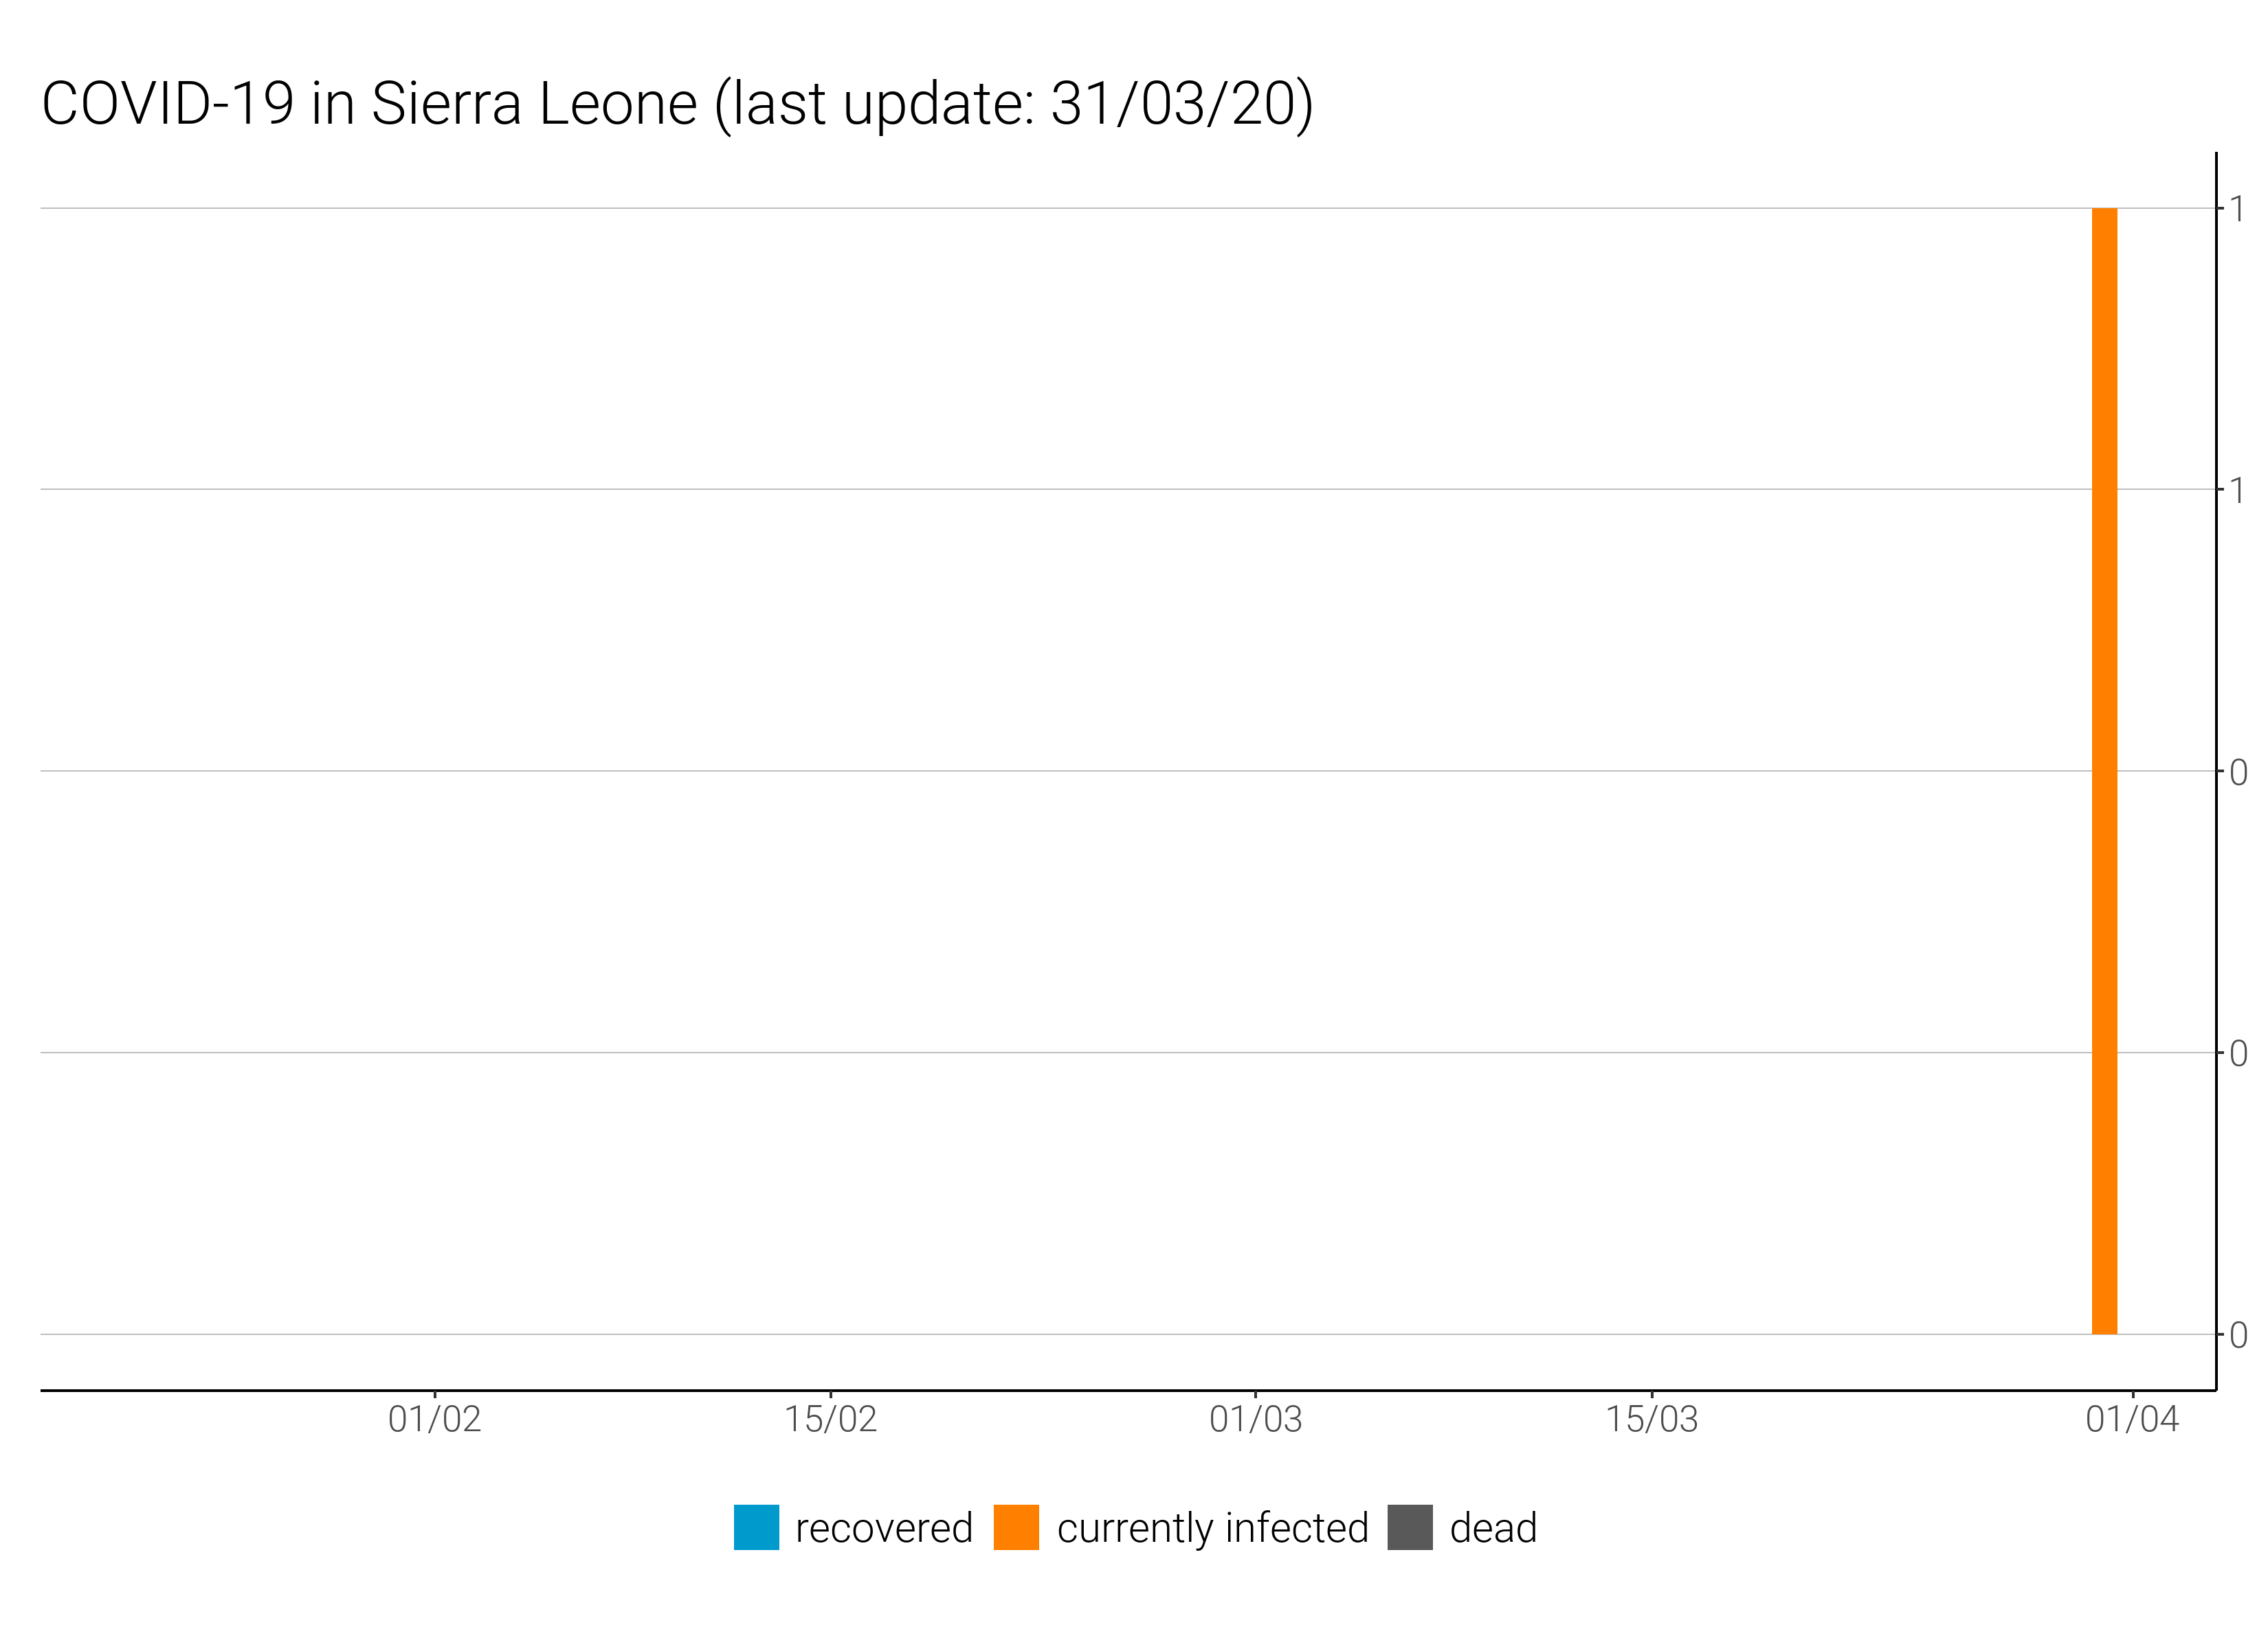 COVID-19 in Sierra Leone (last update: 31/03/20)
1
1
0
0
0
01/02 15/02 01/03 15/03 01/04
recovered currently infected dead